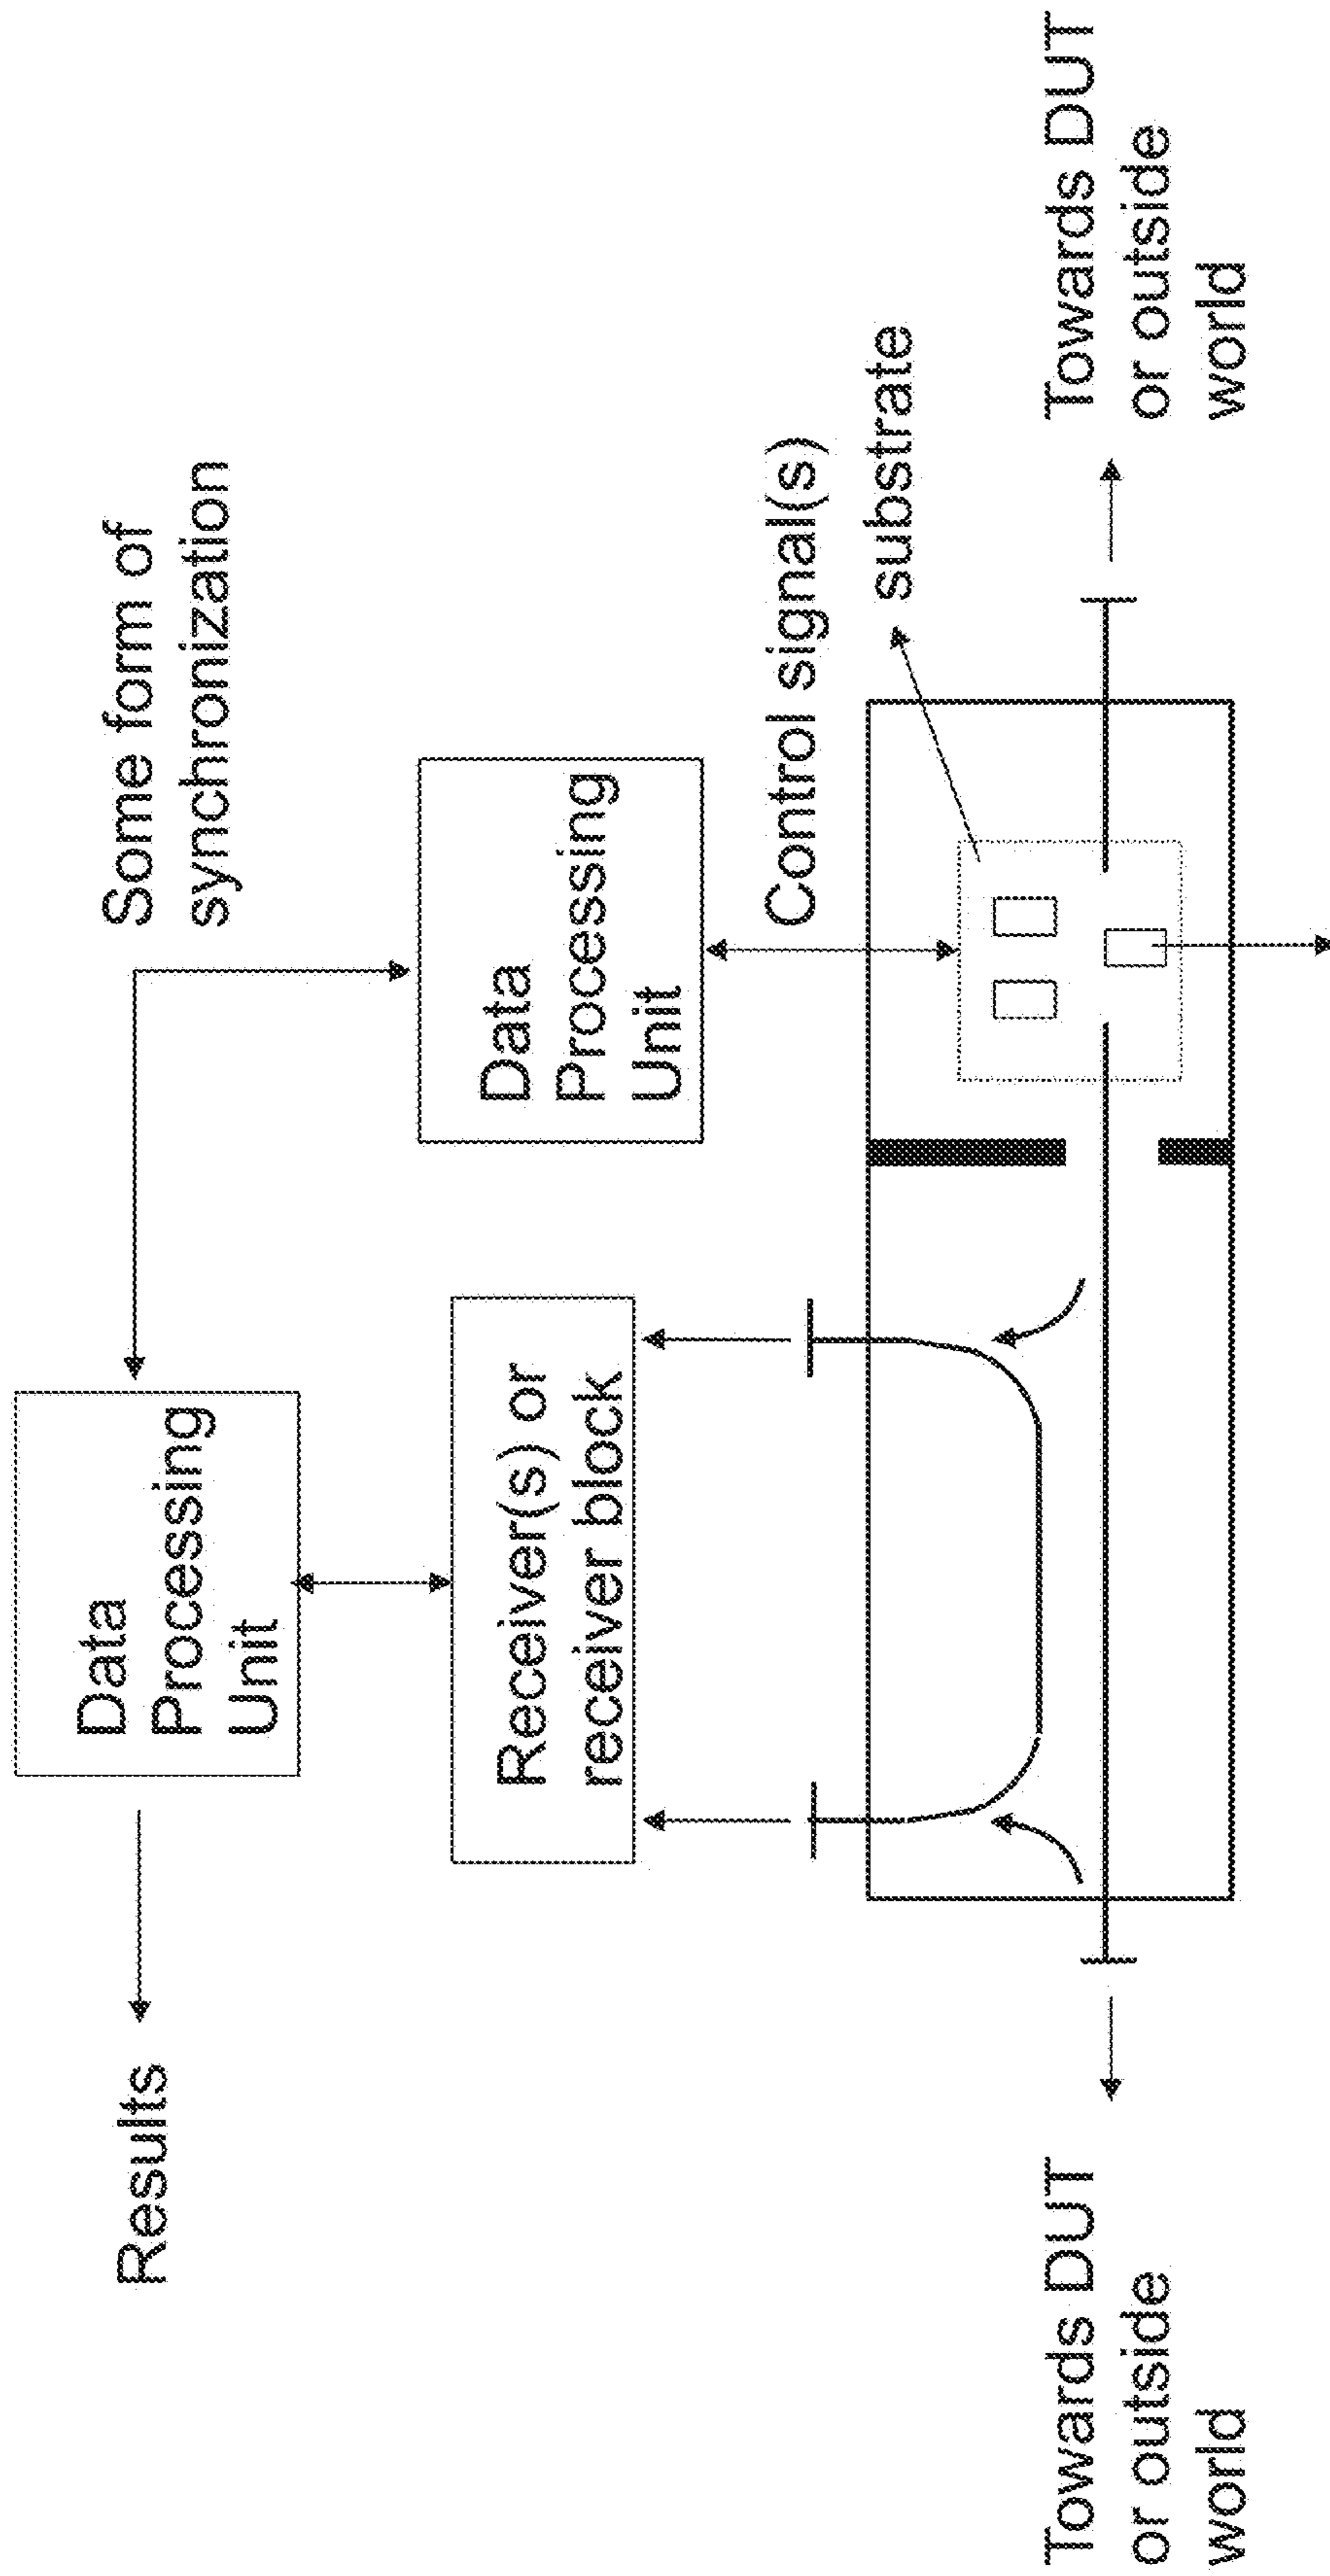 Results
Data
Processing
Unit
Some form of
synchronization
Receiver(s) or
receiver block
Data
Processing
Unit
Control signal(s)
substrate
Towards DUT
or outside
world
Towards DUT
or outside
world